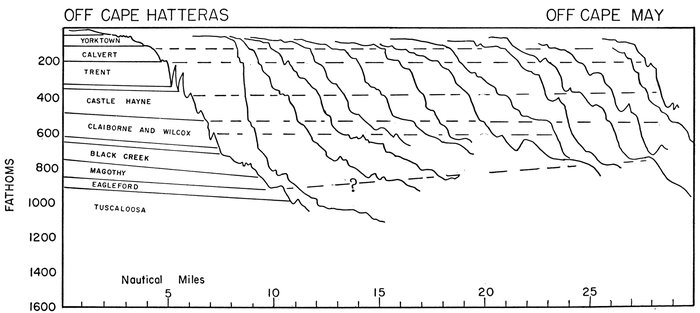 OFF CAPE HATTERAS
OFF CAPE MAY
YORKTOWN
CALVERT
TRENT
CASTLE HAYNE
CLAIBORNE AND WILCOX
BLACK CREEK
MAGOTHY
EAGLEFORD
TUSCALOOSA
?
FATHOMS
200
400
600
800
1000
1200
1400
1600
Nautical Miles
5
10
15
20
25